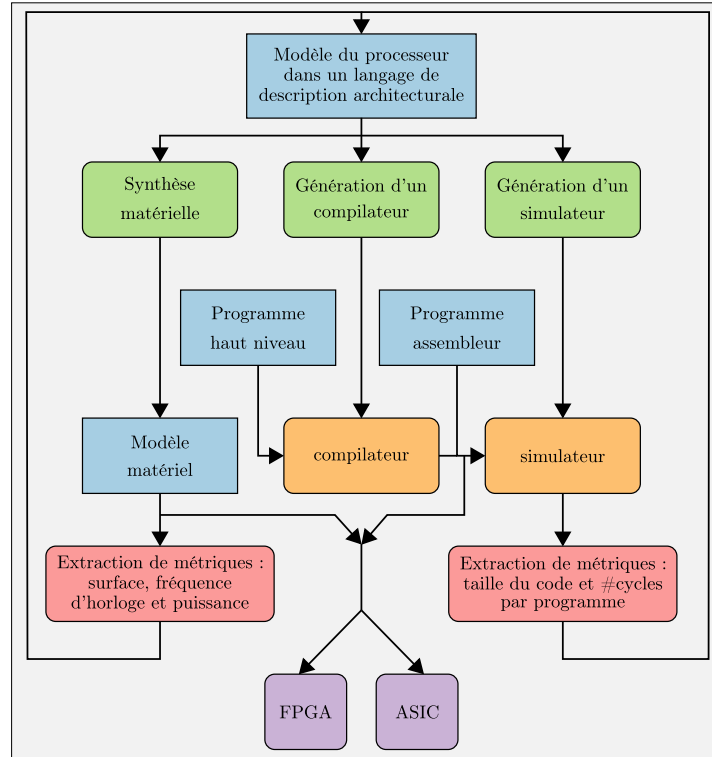 Modèle du processeur
dans un langage de
description architecturale
Synthèse
matérielle
Génération d'un
compilateur
Génération d'un
simulateur
Programme
haut niveau
Programme
assembleur
Modèle
matériel
compilateur
simulateur
Extraction de métriques :
surface, fréquence
d'horloge et puissance
Extraction de métriques :
taille du code et #cycles
par programme
FPGA
ASIC